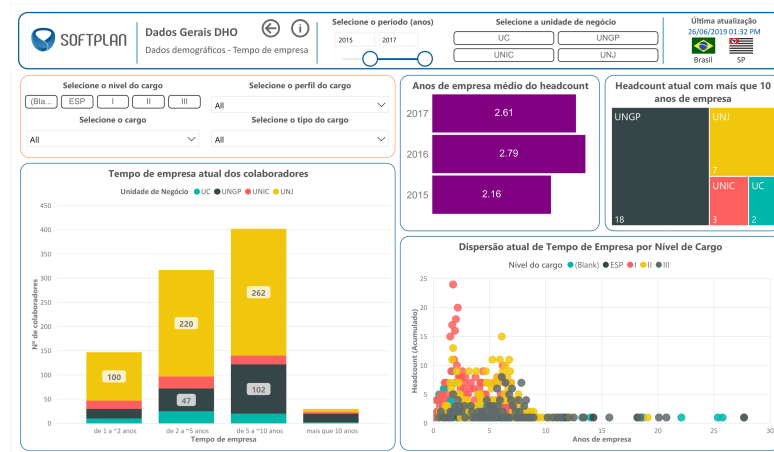 SOFTPLAN
Dados Gerais DHO
Dados demográficos - Tempo de empresa
Selecione o período (anos)
2015 2017
Selecione a unidade de negócio
UC UNGP
UNIC UNJ
Última atualização
26/06/2019 01:32 PM
Brasil SP
Selecione o nível do cargo
(Bla... ESP I II III
Selecione o perfil do cargo
All
Selecione o cargo
All
Selecione o tipo do cargo
All
Anos de empresa médio do headcount
2017 2.61
2016 2.79
2015 2.16
Headcount atual com mais que 10
anos de empresa
UNGP
18
UNJ
7
UNIC
3
UC
2
Tempo de empresa atual dos colaboradores
Unidade de Negócio UC UNGP UNIC UNJ
Nº de colaboradores
450
400
350
300
250
200
150
100
50
0
100
220
47
262
102
de 1 a ~2 anos de 2 a ~5 anos de 5 a ~10 anos mais que 10 anos
Tempo de empresa
Dispersão atual de Tempo de Empresa por Nível de Cargo
Nível do cargo (Blank) ESP I II III
Headcount (Acumulado)
25
20
15
10
5
0
0 5 10 15 20 25 30
Anos de empresa